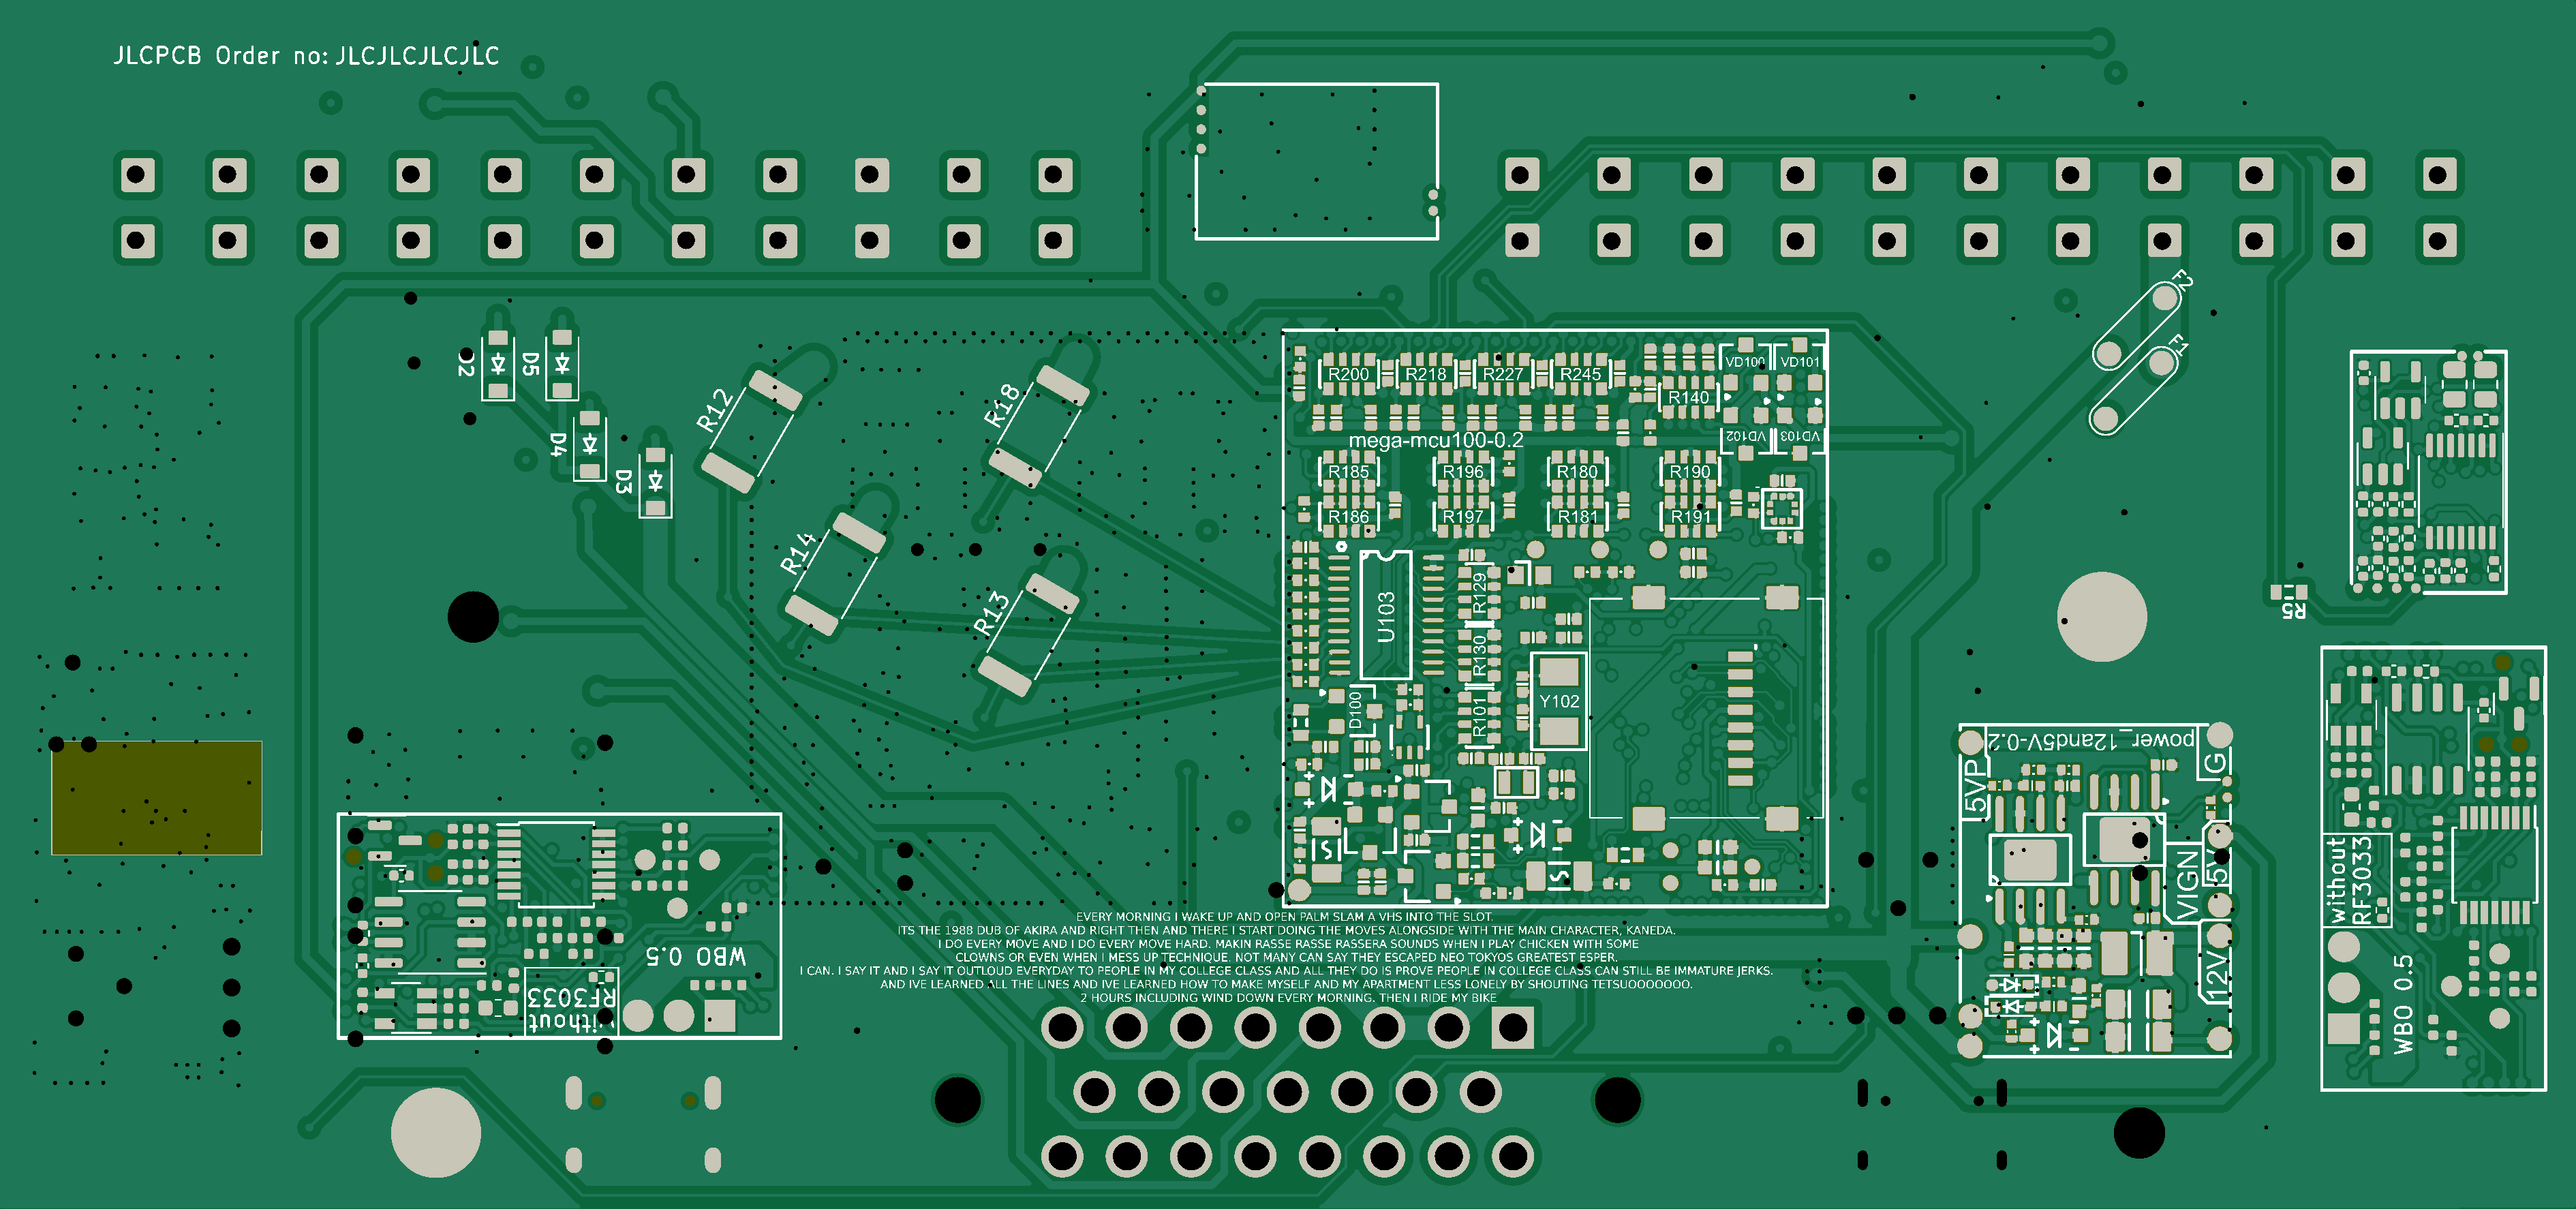 JLCPCB Order no: JLCJLCJLCJLC
F2
F1
D2
D5
D4
D3
R12
R18
R14
R13
R200 R218 R227 R245
VD100 VD101
R140
VD102 VD103
mega-mcu100-0.2
R185 R196 R180 R190
R186 R197 R181 R191
U103
R129
R130
R101
D100
Y102
R5
power_12and5V-0.2
5VP
G
VIGN
5V
12V
without
RF3033
WBO 0.5
WBO 0.5
without
RF3033
EVERY MORNING I WAKE UP AND OPEN PALM SLAM A VHS INTO THE SLOT.
ITS THE 1988 DUB OF AKIRA AND RIGHT THEN AND THERE I START DOING THE MOVES ALONGSIDE WITH THE MAIN CHARACTER, KANEDA.
I DO EVERY MOVE AND I DO EVERY MOVE HARD. MAKIN RASSE RASSE RASSERA SOUNDS WHEN I PLAY CHICKEN WITH SOME
CLOWNS OR EVEN WHEN I MESS UP TECHNIQUE. NOT MANY CAN SAY THEY ESCAPED NEO TOKYOS GREATEST ESPER.
I CAN. I SAY IT AND I SAY IT OUTLOUD EVERYDAY TO PEOPLE IN MY COLLEGE CLASS AND ALL THEY DO IS PROVE PEOPLE IN COLLEGE CLASS CAN STILL BE IMMATURE JERKS.
AND IVE LEARNED ALL THE LINES AND IVE LEARNED HOW TO MAKE MYSELF AND MY APARTMENT LESS LONELY BY SHOUTING TETSUOOOOOOO.
2 HOURS INCLUDING WIND DOWN EVERY MORNING. THEN I RIDE MY BIKE